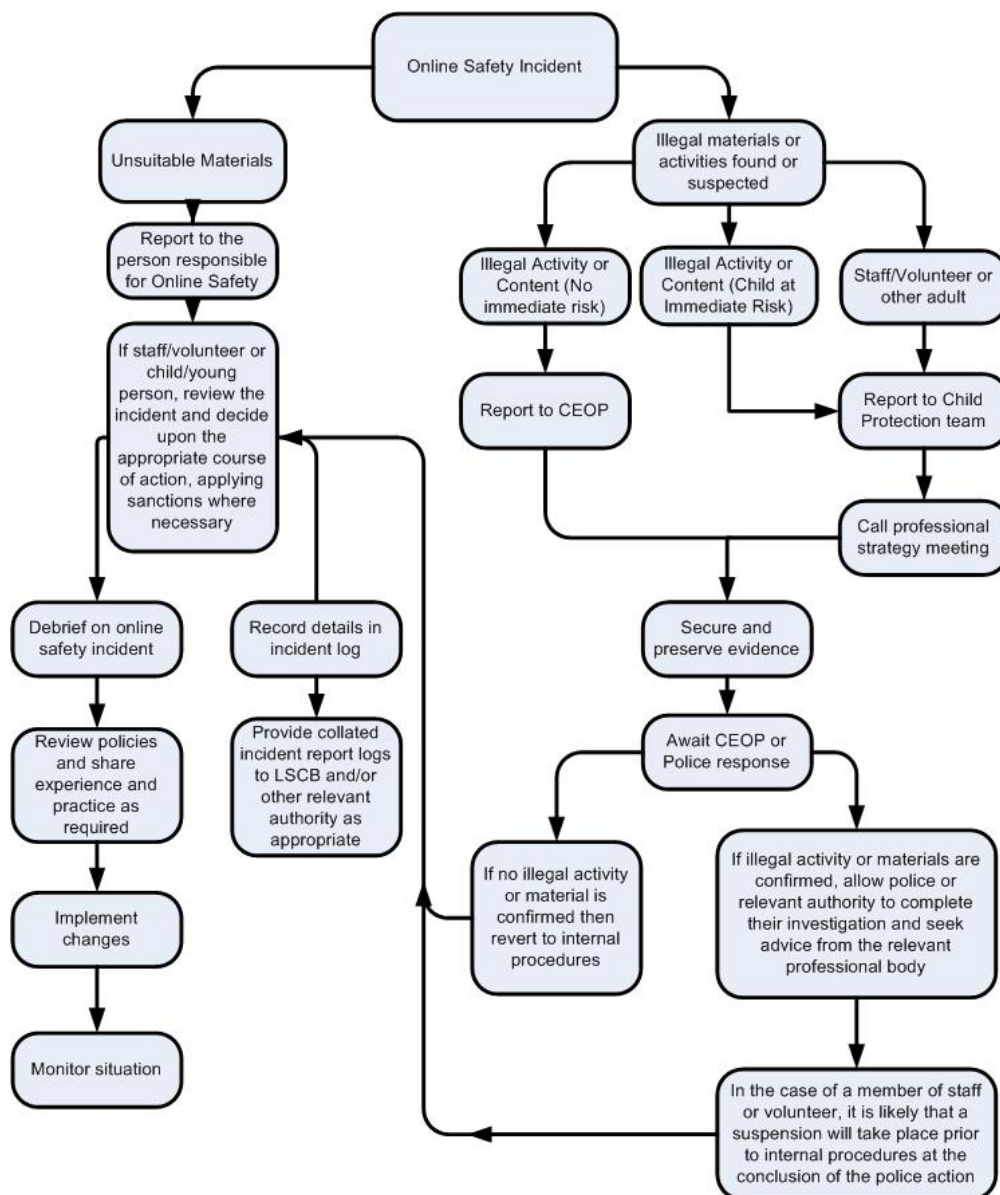 Online Safety Incident
Unsuitable Materials
Report to the
person responsible
for Online Safety
If staff/volunteer or
child/young
person, review the
incident and decide
upon the
appropriate course
of action, applying
sanctions where
necessary
Debrief on online
safety incident
Review policies
and share
experience and
practice as
required
Implement
changes
Monitor situation
Record details in
incident log
Provide collated
incident report logs
to LSCB and/or
other relevant
authority as
appropriate
Illegal materials or
activities found or
suspected
Illegal Activity or
Content (No
immediate risk)
Illegal Activity or
Content (Child at
Immediate Risk)
Staff/Volunteer or
other adult
Report to CEOP
Report to Child
Protection team
Call professional
strategy meeting
Secure and
preserve evidence
Await CEOP or
Police response
If no illegal activity
or material is
confirmed then
revert to internal
procedures
If illegal activity or materials are
confirmed, allow police or
relevant authority to complete
their investigation and seek
advice from the relevant
professional body
In the case of a member of staff
or volunteer, it is likely that a
suspension will take place prior
to internal procedures at the
conclusion of the police action